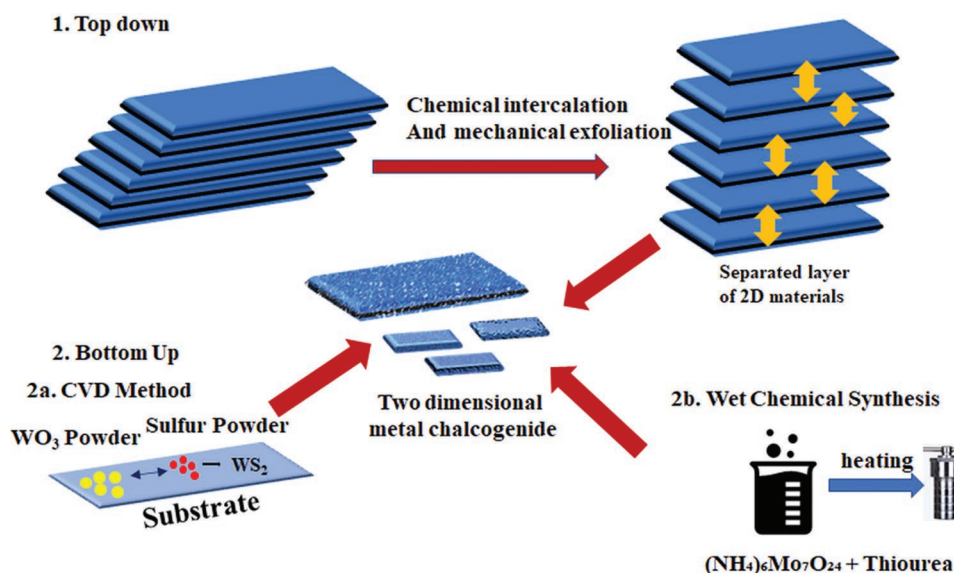 1. Top down
Chemical intercalation
And mechanical exfoliation
Separated layer
of 2D materials
2. Bottom Up
2a. CVD Method
WO₃ Powder
Sulfur Powder
WS₂
Substrate
Two dimensional
metal chalcogenide
2b. Wet Chemical Synthesis
heating
(NH₄)₆Mo₇O₂₄ + Thiourea